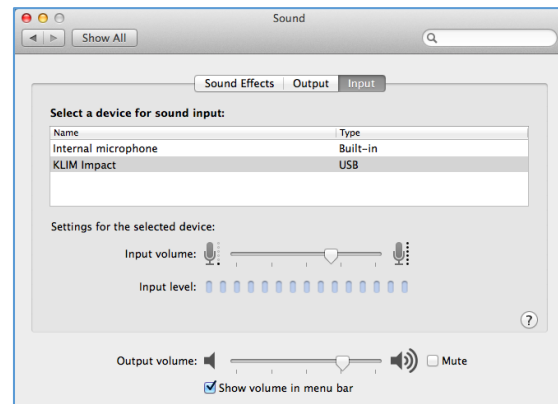 Sound
Show All
Sound Effects Output Input
Select a device for sound input:
Name Type
Internal microphone Built-in
KLIM Impact USB
Settings for the selected device:
Input volume:
Input level:
?
Output volume: Mute
Show volume in menu bar